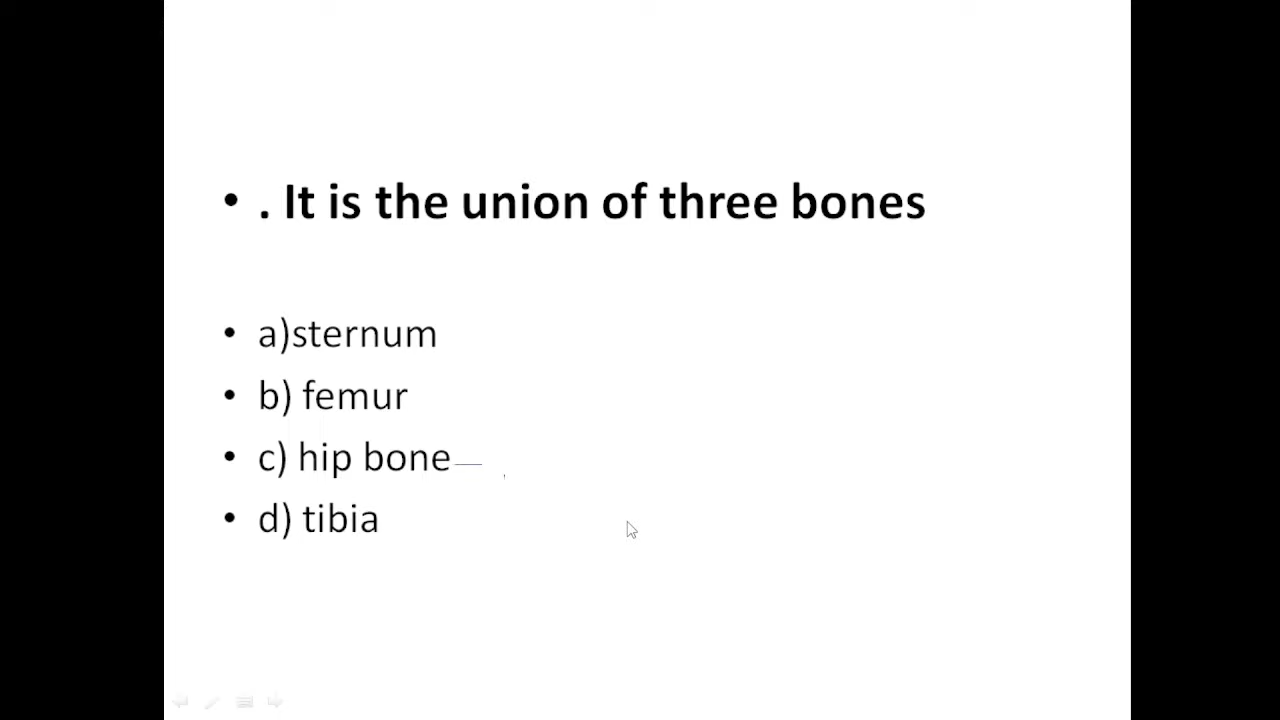 • . It is the union of three bones
• a)sternum
• b) femur
• c) hip bone
• d) tibia